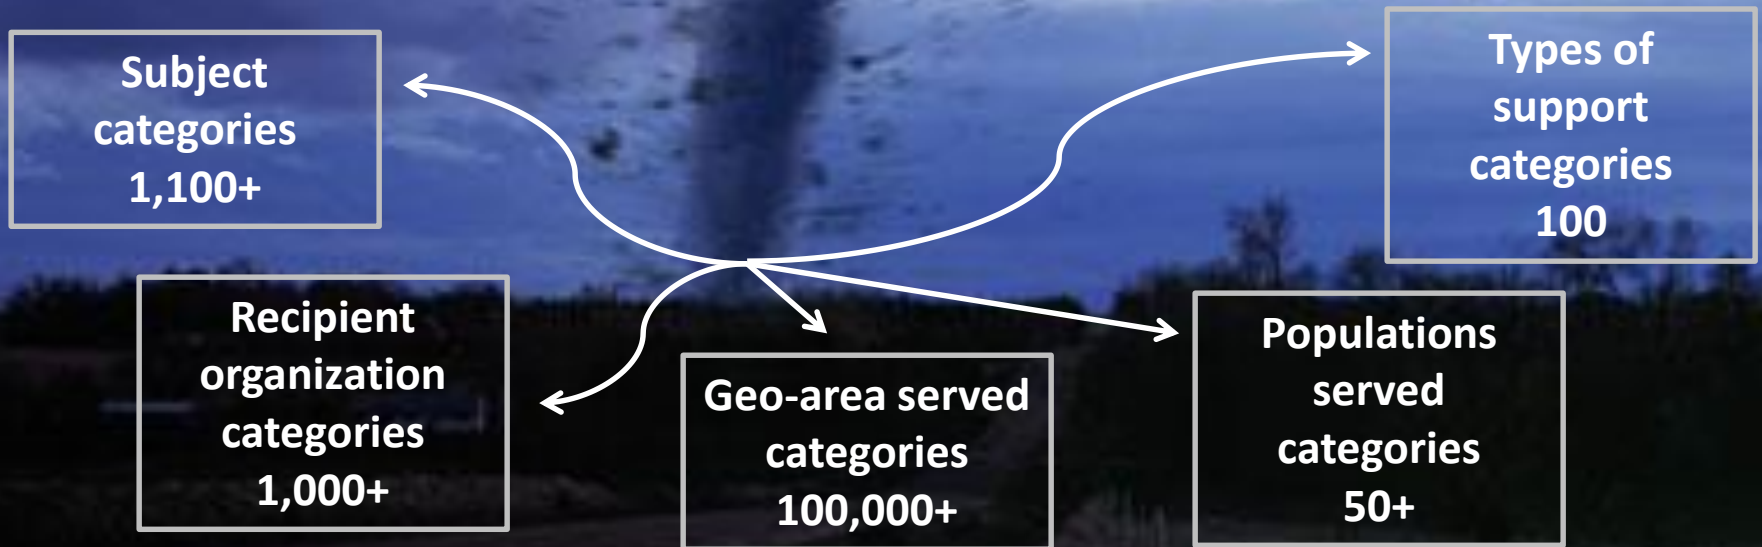 Subject
categories
1,100+
Types of
support
categories
100
Recipient
organization
categories
1,000+
Geo-area served
categories
100,000+
Populations
served
categories
50+